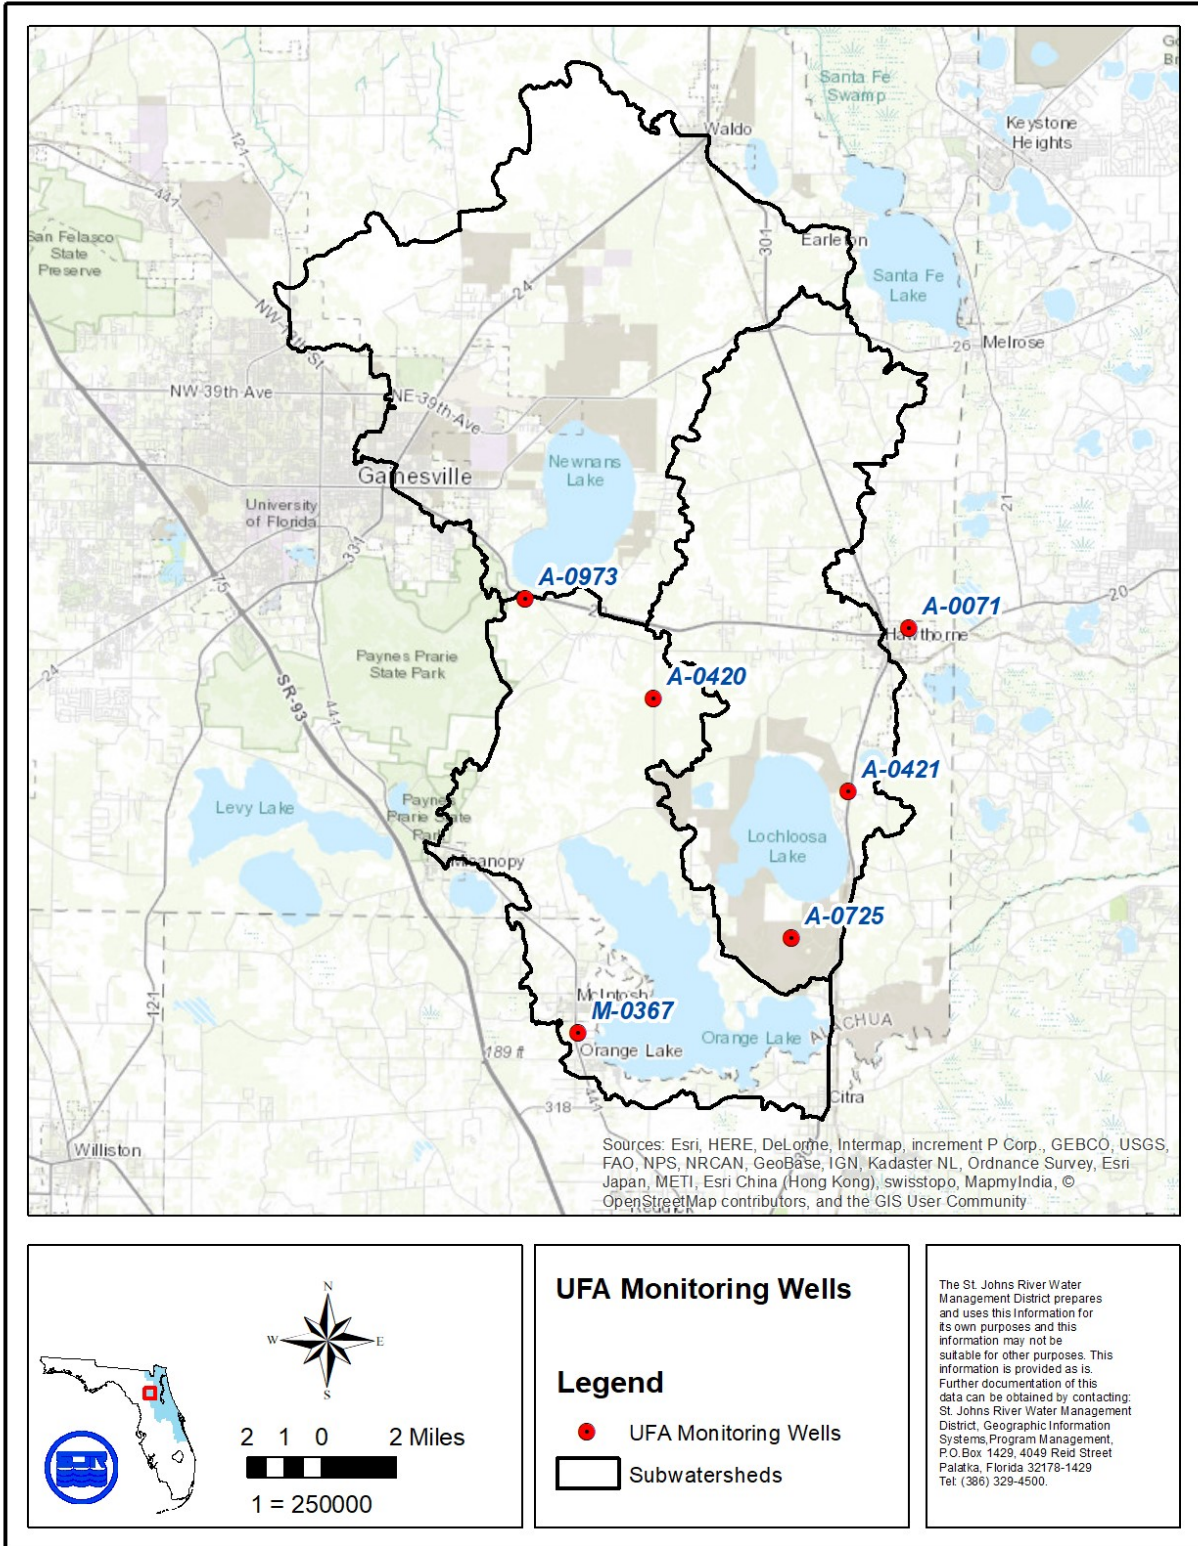 Santa Fe
Swamp
Keystone
Heights
Waldo
121
441
San Felasco
State
Preserve
301
Earleton
Santa Fe
Lake
24
NW-13th-St
26
Melrose
NW-39th-Ave
NE-39th-Ave
Newnans
Lake
Gainesville
University
of Florida
21
331
75
A-0973
20
A-0071
20
Hawthorne
Paynes Prarie
State Park
24
SR-93
441
A-0420
A-0421
Levy Lake
Paynes
Prarie State
Park
Lochloosa
Lake
Micanopy
A-0725
121
McIntosh
M-0367
Orange Lake
ALACHUA
189 ft
Orange Lake
441
318
Citra
Williston
Sources: Esri, HERE, DeLorme, Intermap, increment P Corp., GEBCO, USGS,
FAO, NPS, NRCAN, GeoBase, IGN, Kadaster NL, Ordnance Survey, Esri
Japan, METI, Esri China (Hong Kong), swisstopo, MapmyIndia, ©
OpenStreetMap contributors, and the GIS User Community
N
W E
S
2 1 0 2 Miles
1 = 250000
UFA Monitoring Wells
Legend
UFA Monitoring Wells
Subwatersheds
The St. Johns River Water
Management District prepares
and uses this Information for
its own purposes and this
information may not be
suitable for other purposes. This
information is provided as is.
Further documentation of this
data can be obtained by contacting:
St. Johns River Water Management
District, Geographic Information
Systems,Program Management,
P.O.Box 1429, 4049 Reid Street
Palatka, Florida 32178-1429
Tel: (386) 329-4500.